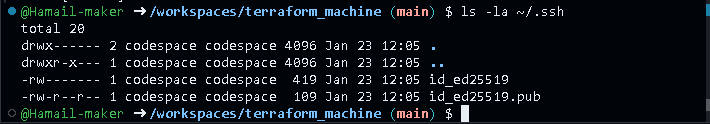 @Hamail-maker ➜ /workspaces/terraform_machine (main) $ ls -la ~/.ssh
total 20
drwx------ 2 codespace codespace 4096 Jan 23 12:05 .
drwxr-x--- 1 codespace codespace 4096 Jan 23 12:05 ..
-rw------- 1 codespace codespace  419 Jan 23 12:05 id_ed25519
-rw-r--r-- 1 codespace codespace  109 Jan 23 12:05 id_ed25519.pub
@Hamail-maker ➜ /workspaces/terraform_machine (main) $